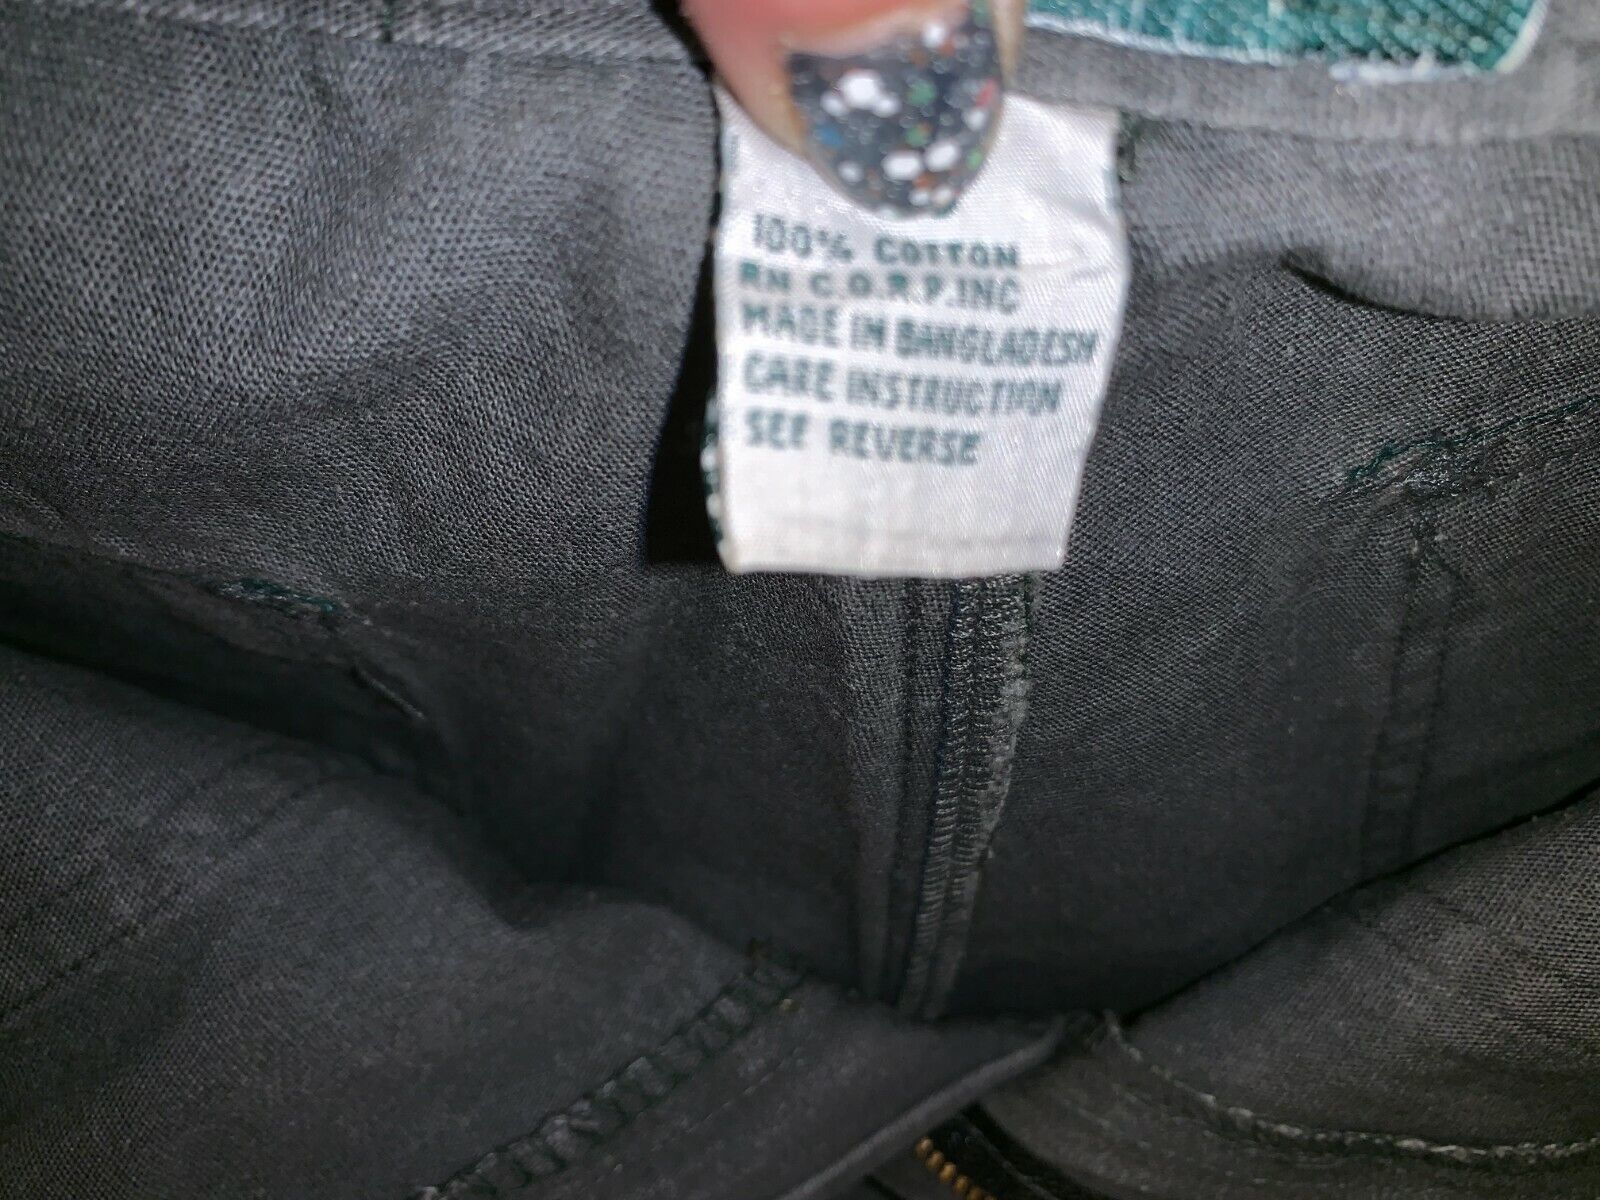 100% COTTON
RN C.O.R.P.INC
MADE IN BANGLADESH
CARE INSTRUCTION
SEE REVERSE